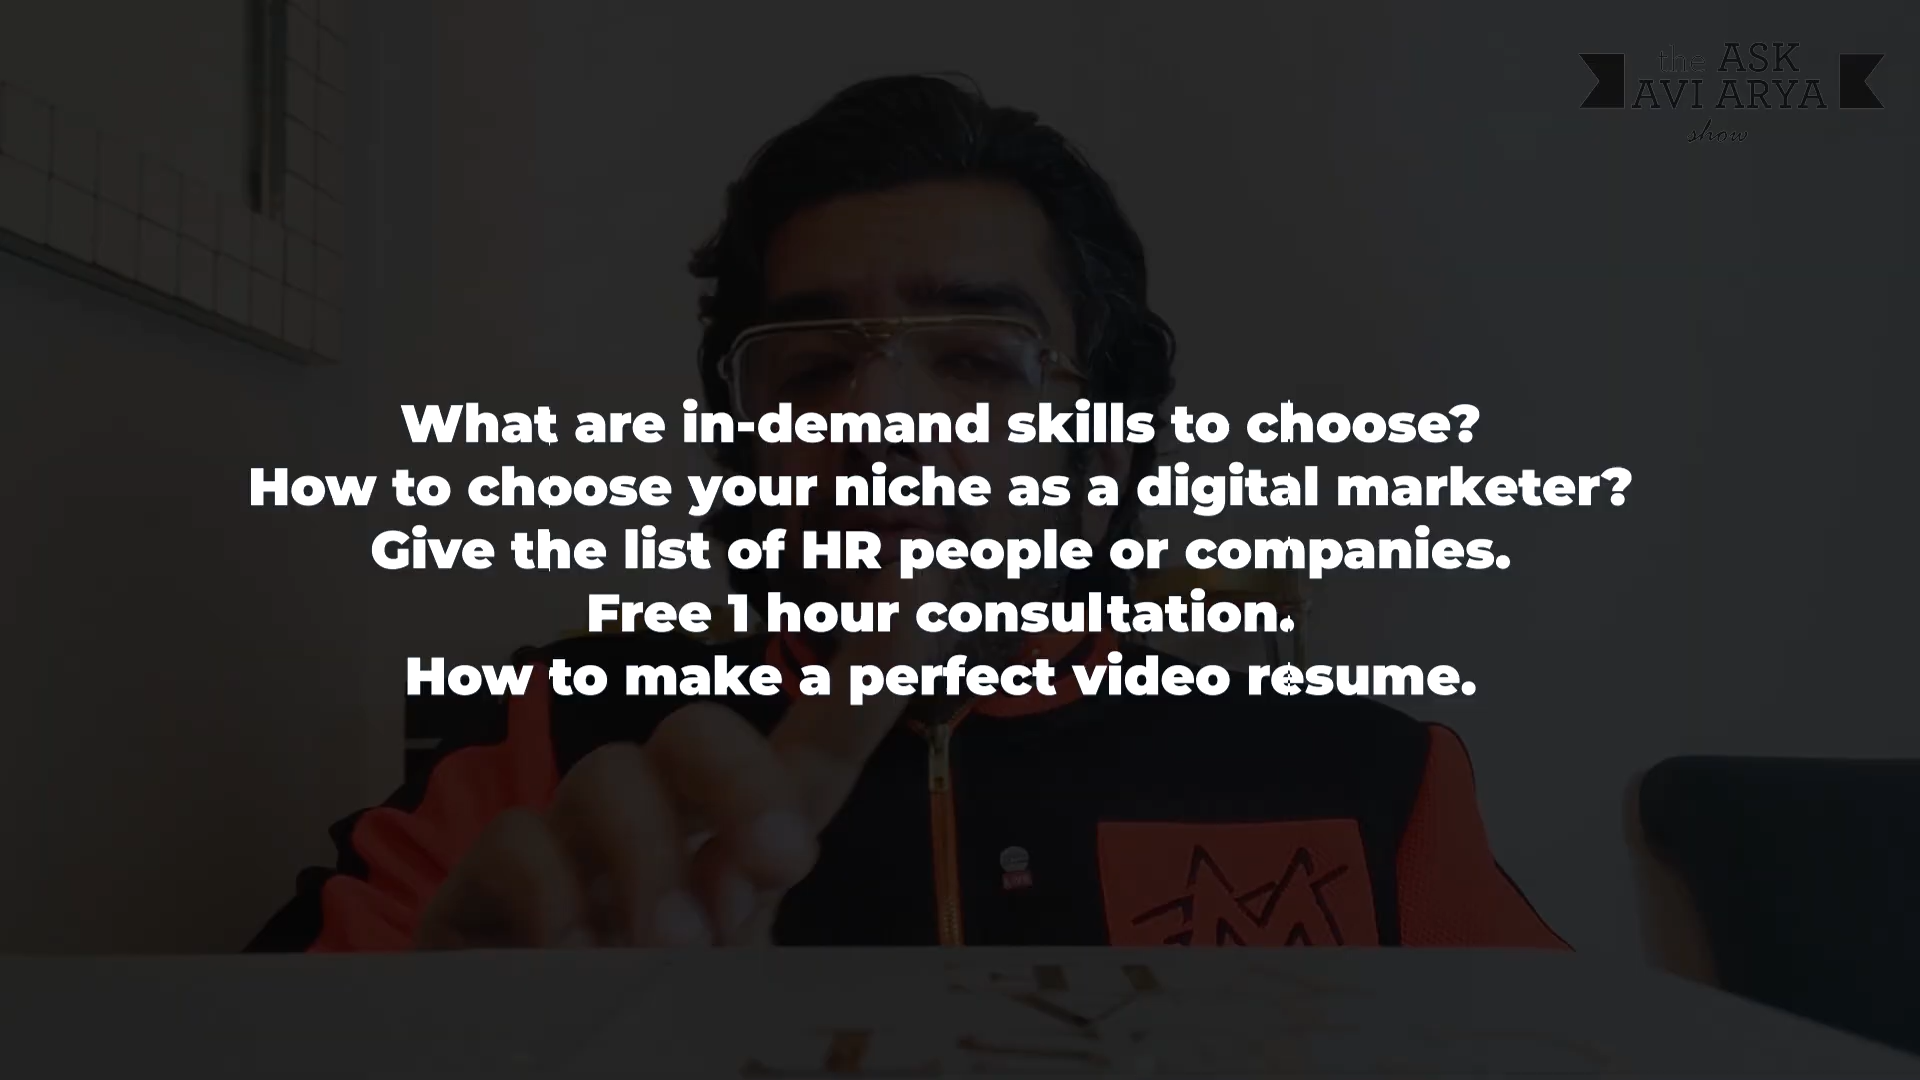 the ASK
AVI ARYA
show
What are in-demand skills to choose?
How to choose your niche as a digital marketer?
Give the list of HR people or companies.
Free 1 hour consultation.
How to make a perfect video resume.